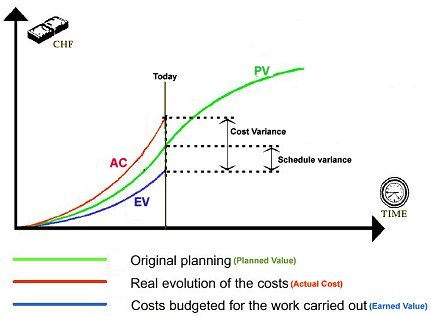 CHF
Today
PV
Cost Variance
AC
Schedule variance
EV
TIME
Original planning (Planned Value)
Real evolution of the costs (Actual Cost)
Costs budgeted for the work carried out (Earned Value)